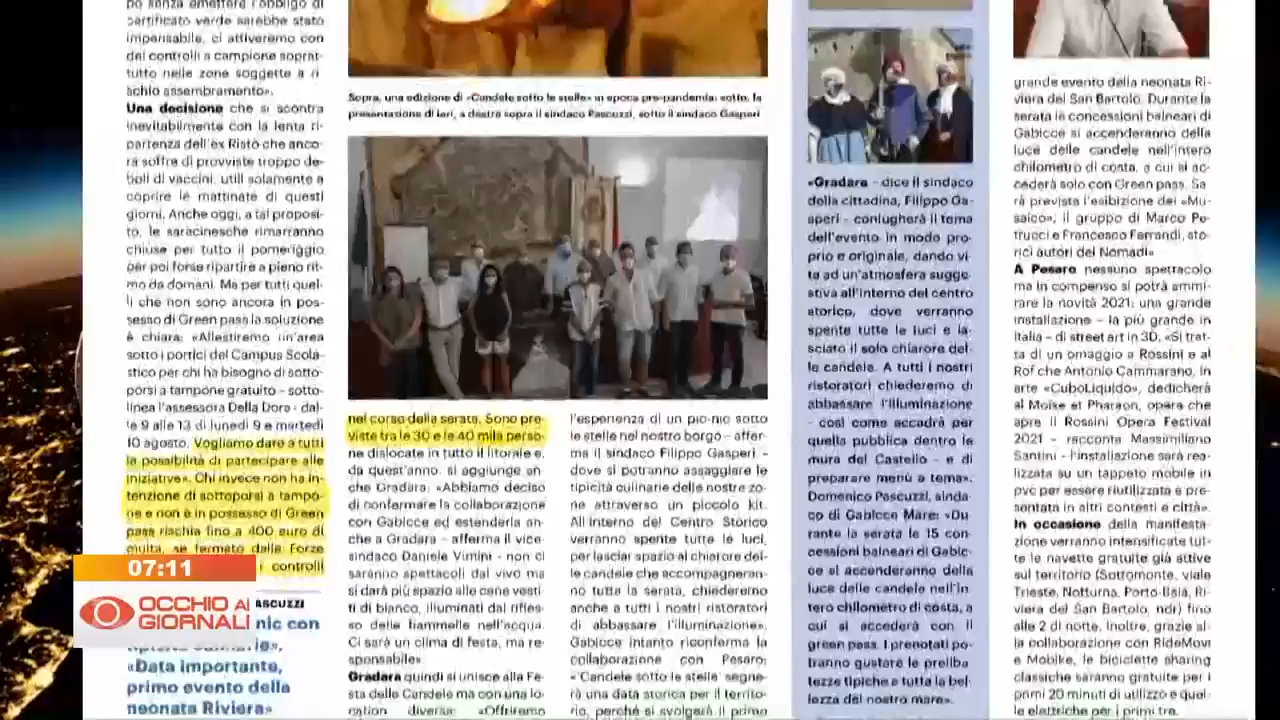 po senza emettere l'obbligo di
certificato verde sarebbe stato
impensabile, ci attiveremo con
dei controlli a campione soprat-
tutto nelle zone soggette a ri-
schio assembramento».
Una decisione che si scontra
inevitabilmente con la lenta ri-
partenza dell'ex Ristò che anco-
ra soffre di provviste troppo de-
boli di vaccini, utili solamente a
coprire le mattinate di questi
giorni. Anche oggi, a tal proposi-
to, le saracinesche rimarranno
chiuse per tutto il pomeriggio
per poi forse ripartire a pieno rit-
mo da domani. Ma per tutti quel-
li che non sono ancora in pos-
sesso di Green pass la soluzione
è chiara: «Allestiremo un'area
sotto i portici del Campus Scola-
stico per chi ha bisogno di sotto-
porsi a tampone gratuito - sotto-
linea l'assessora Della Dora - dal-
le 9 alle 13 di lunedì 9 e martedì
10 agosto. Vogliamo dare a tutti
la possibilità di partecipare alle
iniziative». Chi invece non ha in-
tenzione di sottoporsi a tampo-
ne e non è in possesso di Green
pass rischia fino a 400 euro di
multa, se fermato dalle Forze
i controlli
07:11
OCCHIO AI
GIORNALI
ASCUZZI
nic con
«Data importante,
primo evento della
neonata Riviera»
Sopra, una edizione di «Candele sotto le stelle» in epoca pre-pandemia; sotto, la
presentazione di ieri, a destra sopra il sindaco Pascuzzi, sotto il sindaco Gasperi
nel corso della serata. Sono pre-
viste tra le 30 e le 40 mila perso-
ne dislocate in tutto il litorale e,
da quest'anno, si aggiunge an-
che Gradara: «Abbiamo deciso
di confermare la collaborazione
con Gabicce ed estenderla an-
che a Gradara - afferma il vice-
sindaco Daniele Vimini - non ci
saranno spettacoli dal vivo ma
si darà più spazio alle cene vesti-
ti di bianco, illuminati dal rifles-
so delle fiammelle nell'acqua.
Ci sarà un clima di festa, ma re-
sponsabile».
Gradara quindi si unisce alla Fe-
sta delle Candele ma con una lo-
cation diversa: «Offriremo
l'esperienza di un pic-nic sotto
le stelle nel nostro borgo - affer-
ma il sindaco Filippo Gasperi -
dove si potranno assaggiare le
tipicità culinarie delle nostre zo-
ne attraverso un piccolo kit.
All'interno del Centro Storico
verranno spente tutte le luci,
per lasciar spazio al chiarore del-
le candele che accompagneran-
no tutta la serata, chiederemo
anche a tutti i nostri ristoratori
di abbassare l'illuminazione».
Gabicce intanto riconferma la
collaborazione con Pesaro:
«'Candele sotto le stelle' segne-
rà una data storica per il territo-
rio, perché si svolgerà il primo
«Gradara - dice il sindaco
della cittadina, Filippo Ga-
speri - coniugherà il tema
dell'evento in modo pro-
prio e originale, dando vi-
ta ad un'atmosfera sugge-
stiva all'interno del centro
storico, dove verranno
spente tutte le luci e la-
sciato il solo chiarore del-
le candele. A tutti i nostri
ristoratori chiederemo di
abbassare l'illuminazione
- così come accadrà per
quella pubblica dentro le
mura del Castello - e di
preparare menù a tema».
Domenico Pascuzzi, sinda-
co di Gabicce Mare: «Du-
rante la serata le 15 con-
cessioni balneari di Gabic-
ce si accenderanno della
luce delle candele nell'in-
tero chilometro di costa, a
cui si accederà con il
green pass. I prenotati po-
tranno gustare le preliba-
tezze tipiche e tutta la bel-
lezza del nostro mare».
grande evento della neonata Ri-
viera del San Bartolo. Durante la
serata le concessioni balneari di
Gabicce si accenderanno della
luce delle candele nell'intero
chilometro di costa, a cui si ac-
cederà solo con Green pass. Sa-
rà prevista l'esibizione dei «Mu-
saico», il gruppo di Marco Pe-
trucci e Francesco Ferrandi, sto-
rici autori dei Nomadi».
A Pesaro nessuno spettacolo
ma in compenso si potrà ammi-
rare la novità 2021: una grande
installazione - la più grande in
Italia - di street art in 3D. «Si trat-
ta di un omaggio a Rossini e al
Rof che Antonio Cammarano, in
arte «CuboLiquido», dedicherà
al Moïse et Pharaon, opera che
apre il Rossini Opera Festival
2021 - racconta Massimiliano
Santini - l'installazione sarà rea-
lizzata su un tappeto mobile in
pvc per essere riutilizzata e pre-
sentata in altri contesti e città».
In occasione della manifesta-
zione verranno intensificate tut-
te le navette gratuite già attive
sul territorio (Sottomonte, viale
Trieste, Notturna, Porto-Baia, Ri-
viera del San Bartolo, ndr) fino
alle 2 di notte. Inoltre, grazie al-
la collaborazione con RideMovi
e Mobike, le biciclette sharing
classiche saranno gratuite per i
primi 20 minuti di utilizzo e quel-
le elettriche per i primi tre.